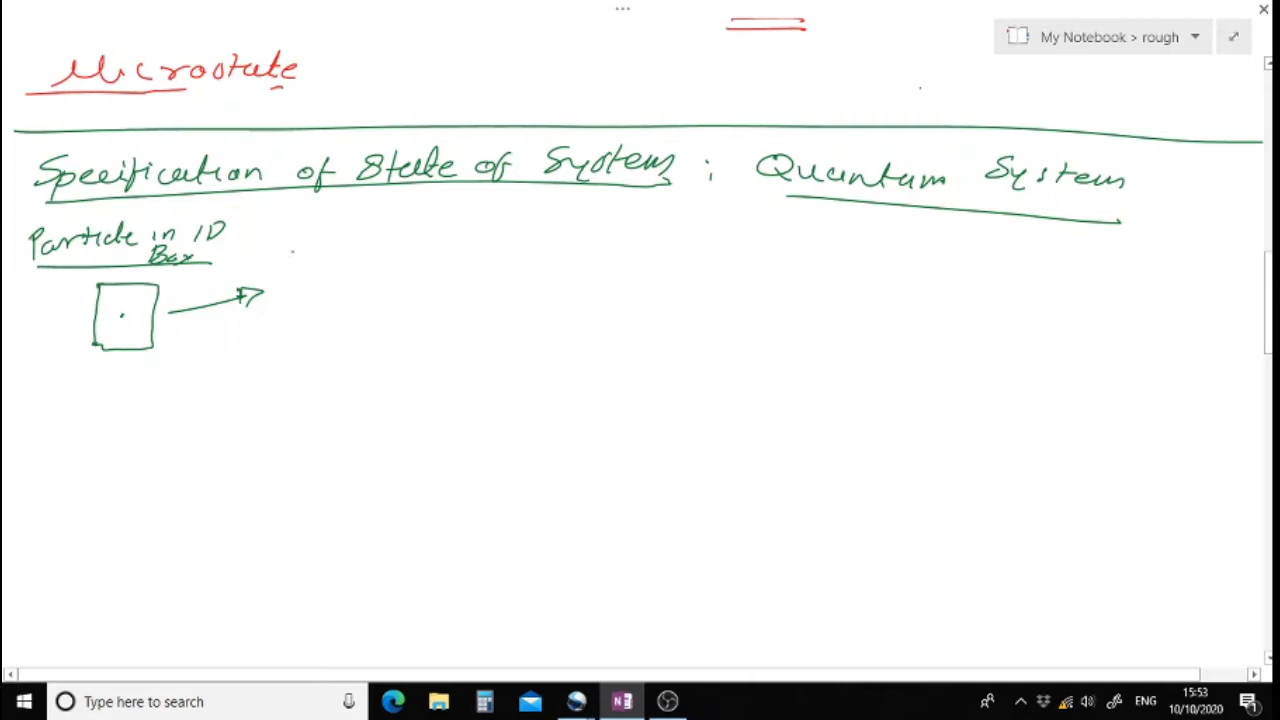 My Notebook > rough
Microstate
Specification of State of System : Quantum System
Particle in 1D
Box
Type here to search
ENG
15:53
10/10/2020
1